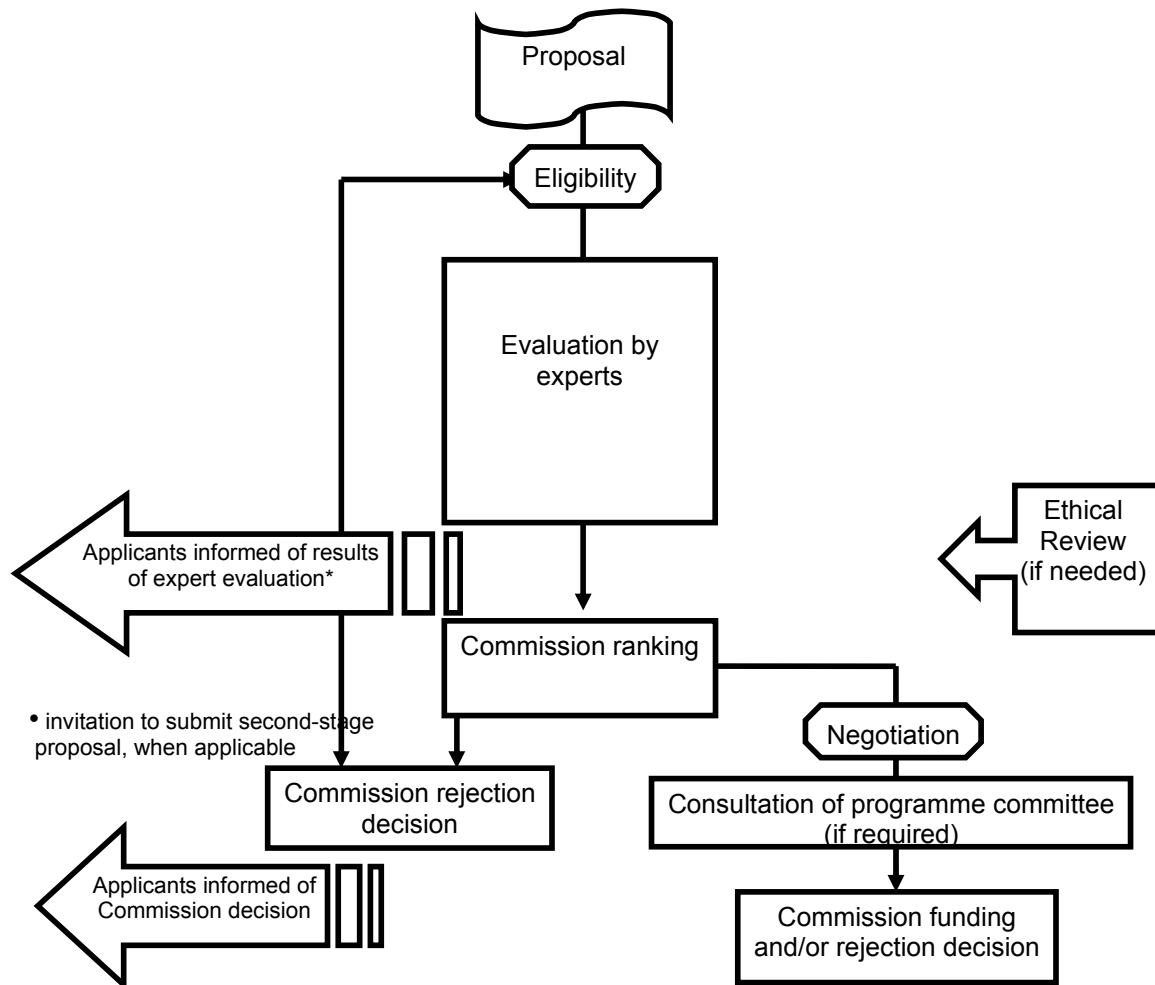 Proposal
Eligibility
Evaluation by
experts
Ethical
Review
(if needed)
Applicants informed of results
of expert evaluation*
Commission ranking
• invitation to submit second-stage
proposal, when applicable
Negotiation
Commission rejection
decision
Consultation of programme committee
(if required)
Applicants informed of
Commission decision
Commission funding
and/or rejection decision